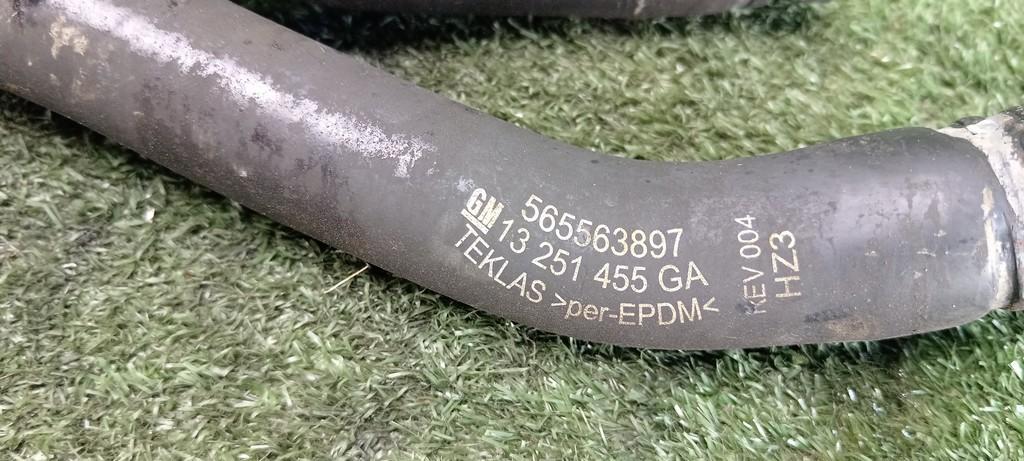 GM 565563897
13 251 455 GA
TEKLAS >per-EPDM<
REV 004
HZ3